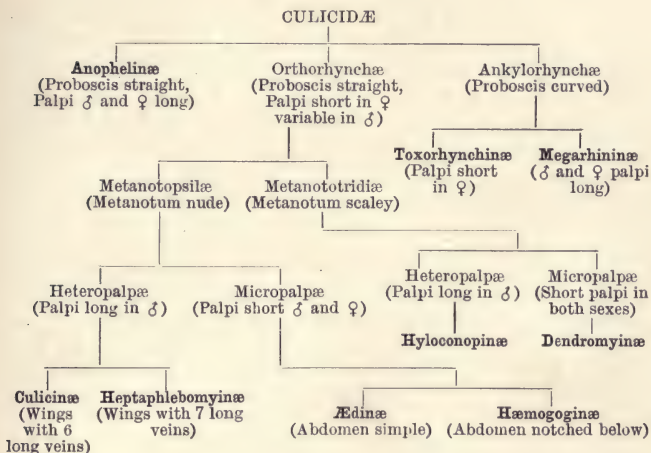 CULICIDÆ
Anophelinæ
(Proboscis straight,
Palpi ♂ and ♀ long)
Orthorhynchæ
(Proboscis straight,
Palpi short in ♀
variable in ♂)
Ankylorhynchæ
(Proboscis curved)
Toxorhynchinæ
(Palpi short
in ♀)
Megarhininæ
(♂ and ♀ palpi
long)
Metanotopsilæ
(Metanotum nude)
Metanototridiæ
(Metanotum scaley)
Heteropalpæ
(Palpi long in ♂)
Micropalpæ
(Palpi short ♂ and ♀)
Heteropalpæ
(Palpi long in ♂)
Hyloconopinæ
Micropalpæ
(Short palpi in
both sexes)
Dendromyinæ
Culicinæ
(Wings
with 6
long veins)
Heptaphlebomyinæ
(Wings with 7 long
veins)
Ædinæ
(Abdomen simple)
Hæmogoginæ
(Abdomen notched below)